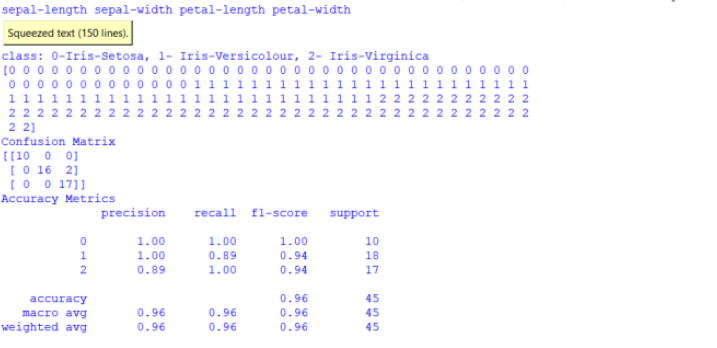 sepal-length sepal-width petal-length petal-width
Squeezed text (150 lines).
class: 0-Iris-Setosa, 1- Iris-Versicolour, 2- Iris-Virginica
[0 0 0 0 0 0 0 0 0 0 0 0 0 0 0 0 0 0 0 0 0 0 0 0 0 0 0 0 0 0 0 0 0 0 0 0 0
 0 0 0 0 0 0 0 0 0 0 0 0 0 1 1 1 1 1 1 1 1 1 1 1 1 1 1 1 1 1 1 1 1 1 1 1 1
 1 1 1 1 1 1 1 1 1 1 1 1 1 1 1 1 1 1 1 1 1 1 1 1 1 1 2 2 2 2 2 2 2 2 2 2 2
 2 2 2 2 2 2 2 2 2 2 2 2 2 2 2 2 2 2 2 2 2 2 2 2 2 2 2 2 2 2 2 2 2 2 2 2 2
 2 2]
Confusion Matrix
[[10 0 0]
 [ 0 16 2]
 [ 0 0 17]]
Accuracy Metrics
precision recall f1-score support
0 1.00 1.00 1.00 10
1 1.00 0.89 0.94 18
2 0.89 1.00 0.94 17
accuracy 0.96 45
macro avg 0.96 0.96 0.96 45
weighted avg 0.96 0.96 0.96 45